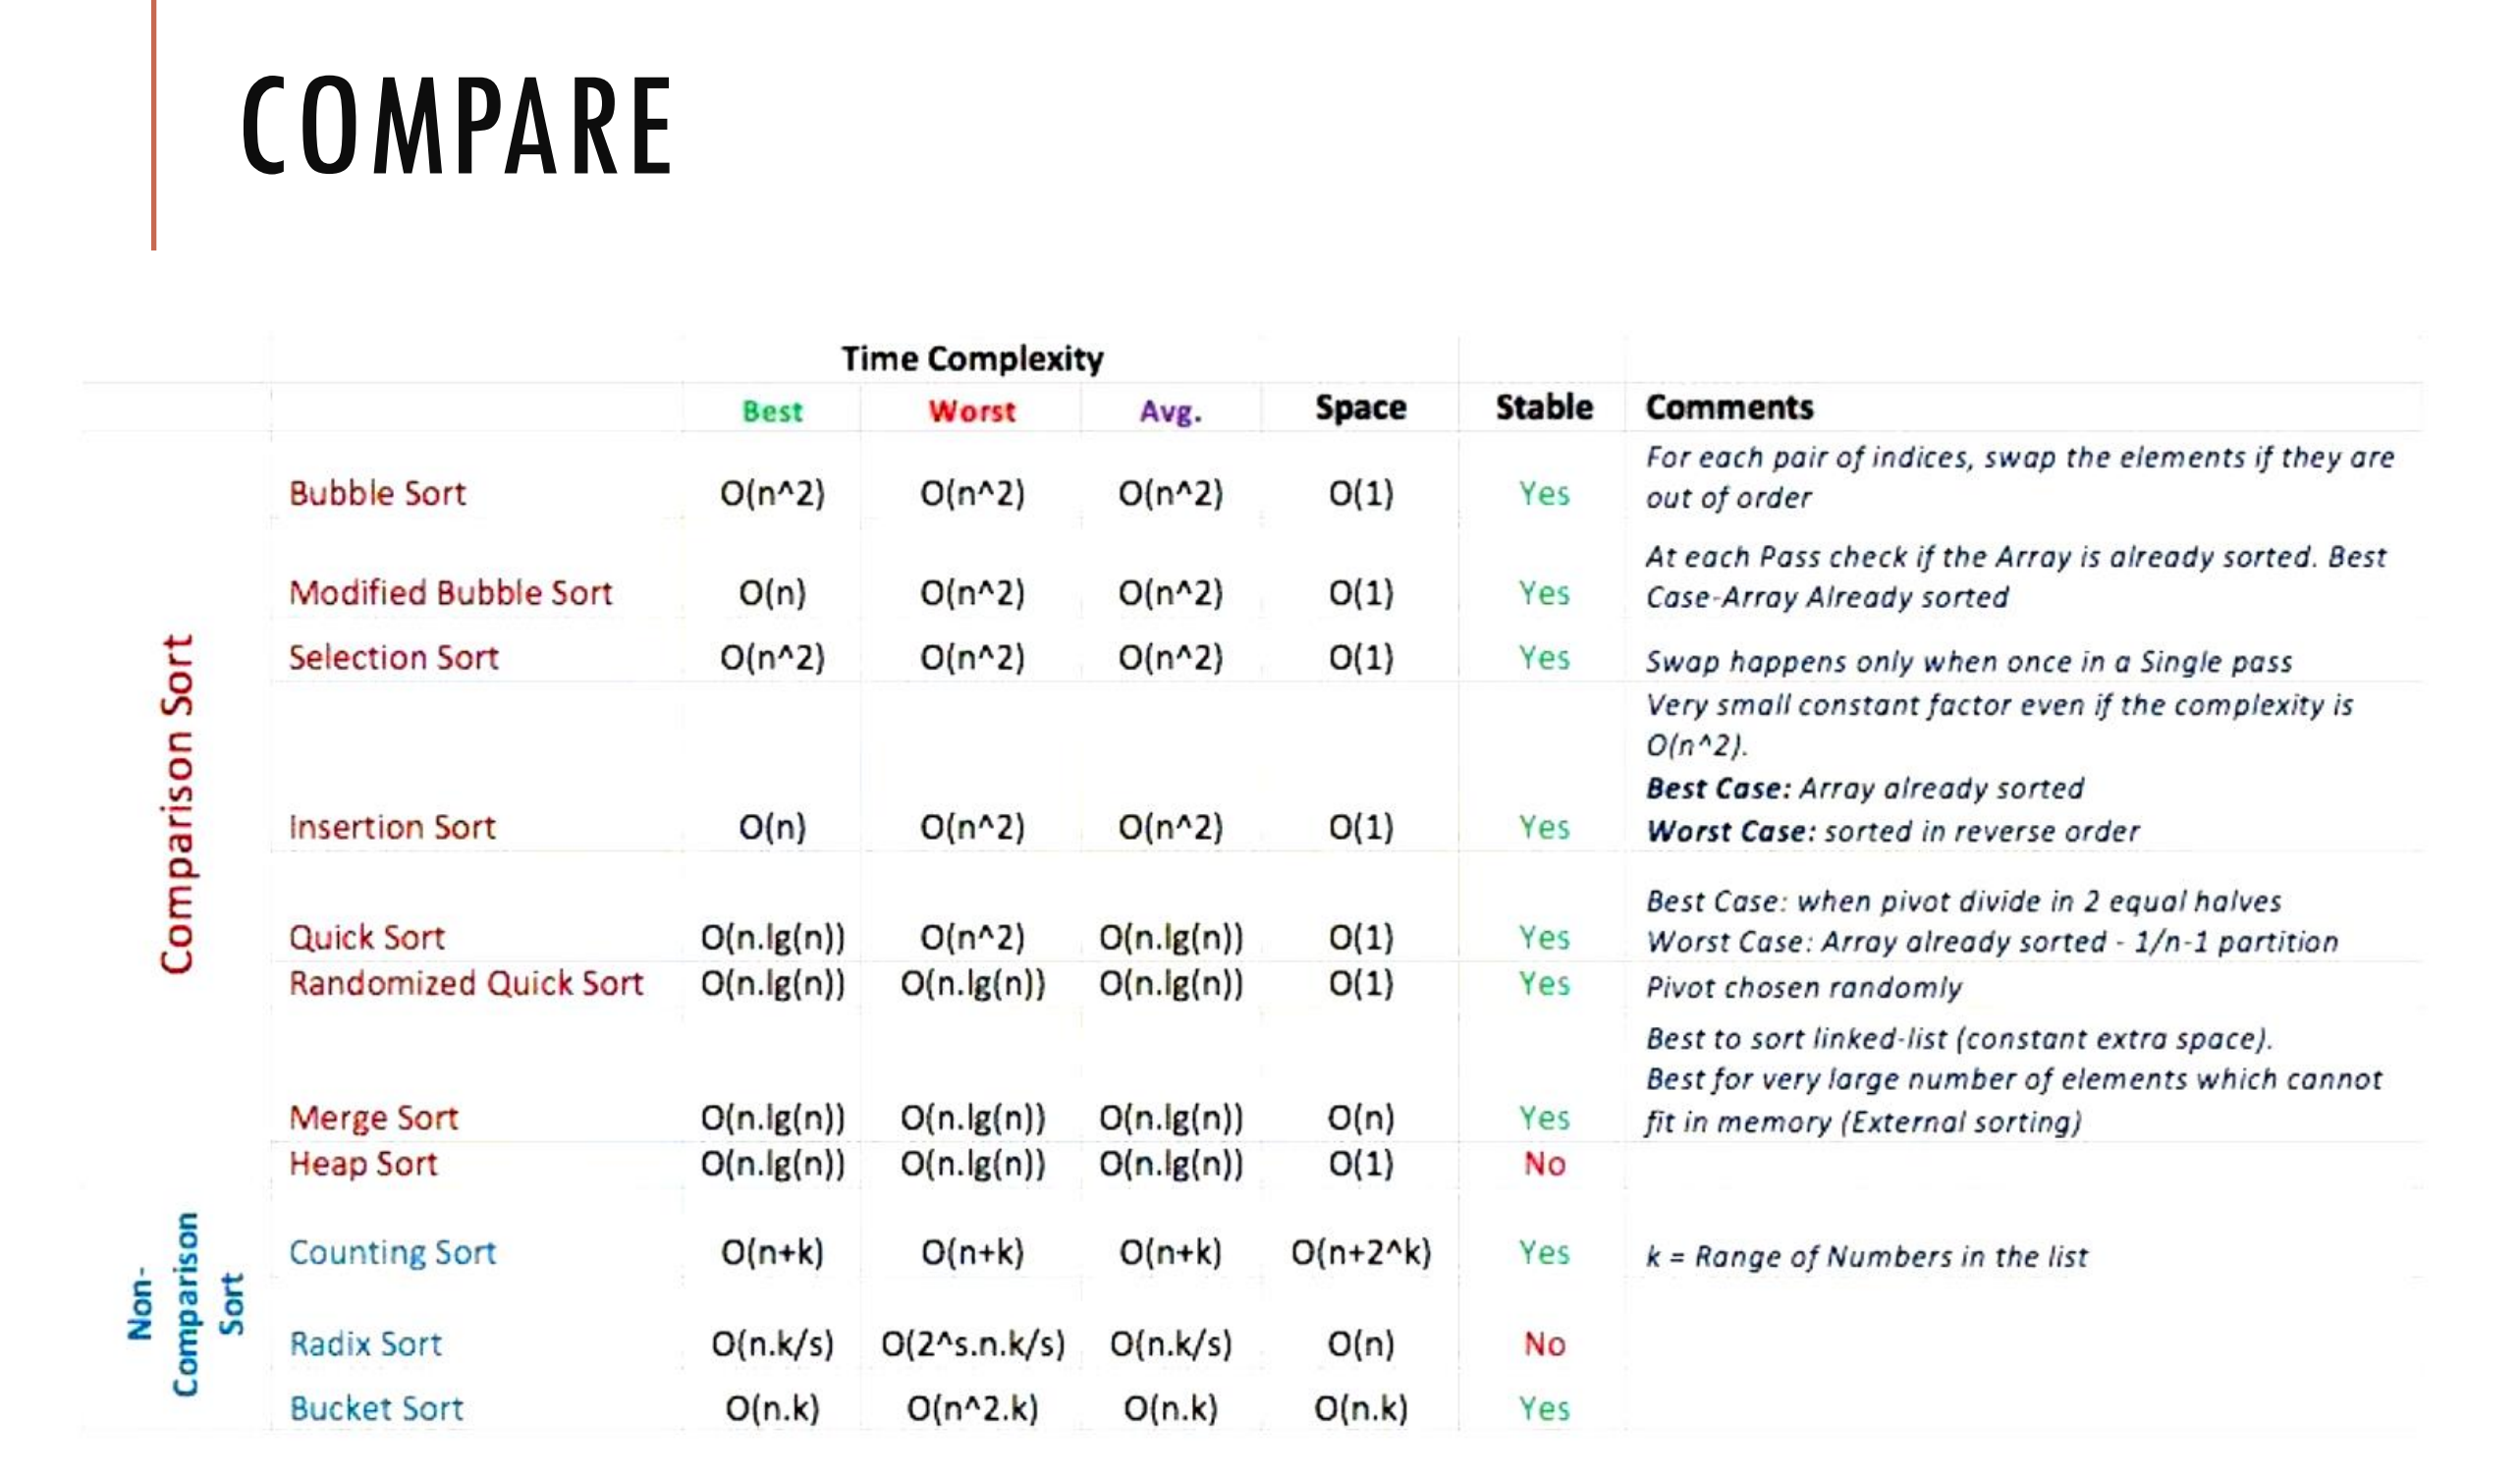 COMPARE
Time Complexity
Best Worst Avg. Space Stable Comments
Comparison Sort
Bubble Sort O(n^2) O(n^2) O(n^2) O(1) Yes For each pair of indices, swap the elements if they are
out of order
Modified Bubble Sort O(n) O(n^2) O(n^2) O(1) Yes At each Pass check if the Array is already sorted. Best
Case-Array Already sorted
Selection Sort O(n^2) O(n^2) O(n^2) O(1) Yes Swap happens only when once in a Single pass
Insertion Sort O(n) O(n^2) O(n^2) O(1) Yes Very small constant factor even if the complexity is
O(n^2).
Best Case: Array already sorted
Worst Case: sorted in reverse order
Quick Sort O(n.lg(n)) O(n^2) O(n.lg(n)) O(1) Yes Best Case: when pivot divide in 2 equal halves
Worst Case: Array already sorted - 1/n-1 partition
Randomized Quick Sort O(n.lg(n)) O(n.lg(n)) O(n.lg(n)) O(1) Yes Pivot chosen randomly
Merge Sort O(n.lg(n)) O(n.lg(n)) O(n.lg(n)) O(n) Yes Best to sort linked-list (constant extra space).
Best for very large number of elements which cannot
fit in memory (External sorting)
Heap Sort O(n.lg(n)) O(n.lg(n)) O(n.lg(n)) O(1) No
Non-
Comparison
Sort
Counting Sort O(n+k) O(n+k) O(n+k) O(n+2^k) Yes k = Range of Numbers in the list
Radix Sort O(n.k/s) O(2^s.n.k/s) O(n.k/s) O(n) No
Bucket Sort O(n.k) O(n^2.k) O(n.k) O(n.k) Yes